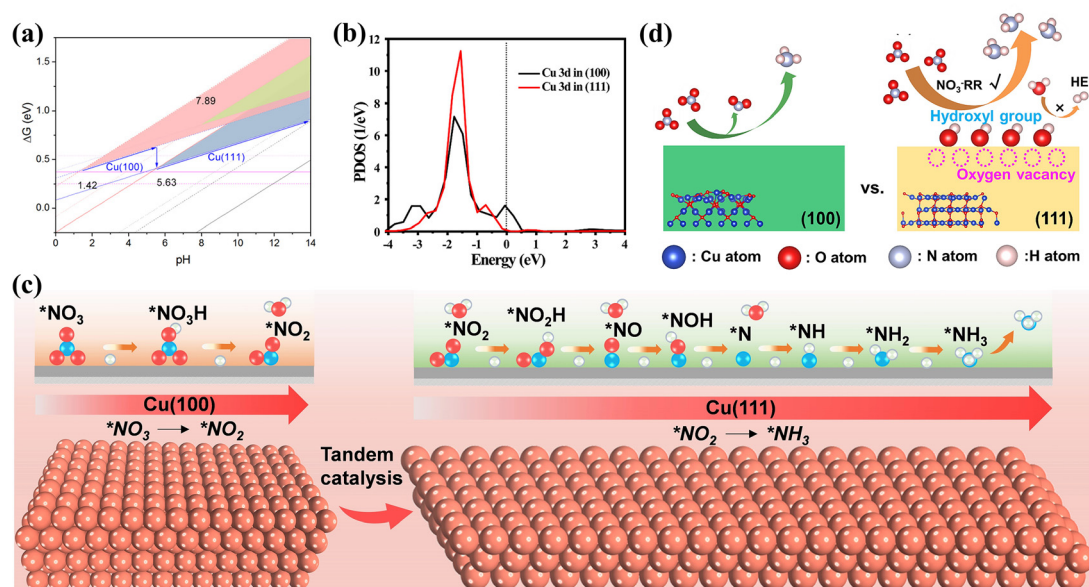 (a)
ΔG (eV)
1.5
1.0
0.5
0.0
7.89
Cu(100)
Cu(111)
1.42
5.63
0 2 4 6 8 10 12 14
pH
(b)
PDOS (1/eV)
12
10
8
6
4
2
0
Cu 3d in (100)
Cu 3d in (111)
-4 -3 -2 -1 0 1 2 3 4
Energy (eV)
(d)
NO₃⁻RR √
HE
×
Hydroxyl group
Oxygen vacancy
(100)
vs.
(111)
: Cu atom : O atom : N atom :H atom
(c)
*NO₃
*NO₃H
*NO₂
*NO₂
*NO₂H
*NO
*NOH
*N
*NH
*NH₂
*NH₃
Cu(100)
Cu(111)
*NO₃ → *NO₂
*NO₂ → *NH₃
Tandem
catalysis